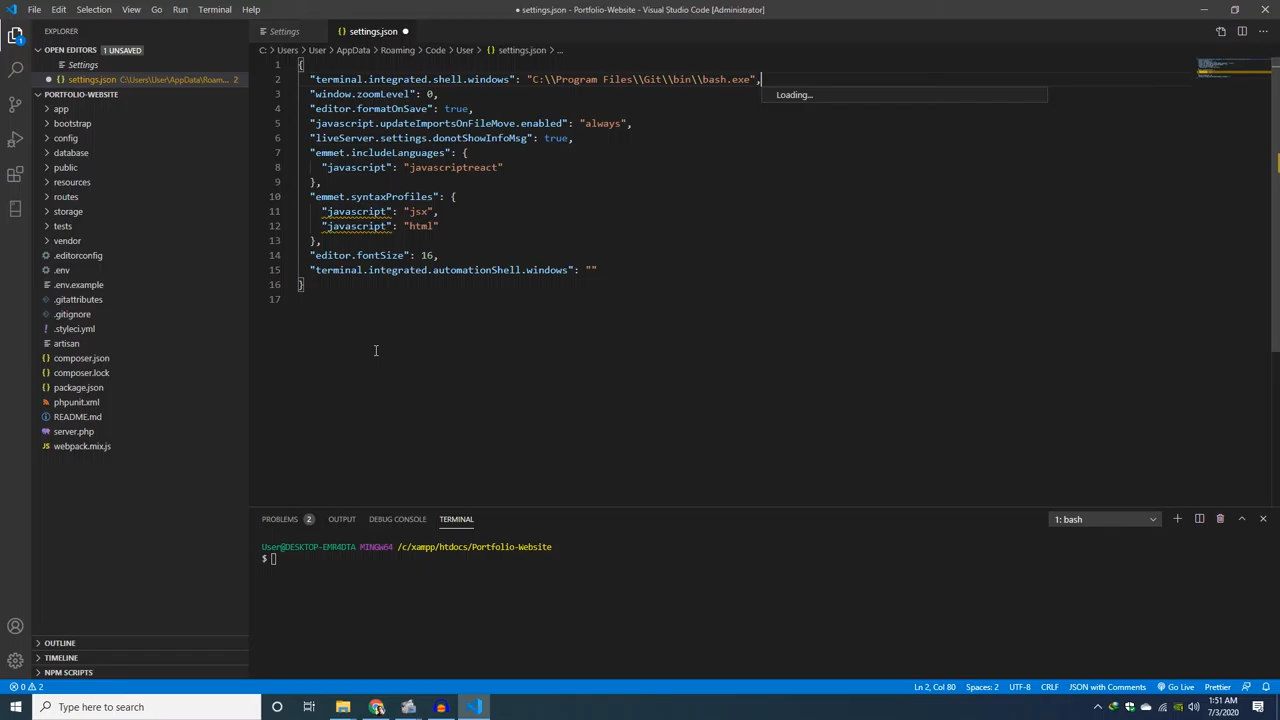 File Edit Selection View Go Run Terminal Help
● settings.json - Portfolio-Website - Visual Studio Code [Administrator]
EXPLORER
OPEN EDITORS 1 UNSAVED
Settings
settings.json C:\Users\User\AppData\Roam... 2
PORTFOLIO-WEBSITE
app
bootstrap
config
database
public
resources
routes
storage
tests
vendor
.editorconfig
.env
.env.example
.gitattributes
.gitignore
.styleci.yml
artisan
composer.json
composer.lock
package.json
phpunit.xml
README.md
server.php
webpack.mix.js
OUTLINE
TIMELINE
NPM SCRIPTS
Settings
settings.json
C: > Users > User > AppData > Roaming > Code > User > {} settings.json > ...
1 {
2 "terminal.integrated.shell.windows": "C:\\Program Files\\Git\\bin\\bash.exe",
3 "window.zoomLevel": 0,
4 "editor.formatOnSave": true,
5 "javascript.updateImportsOnFileMove.enabled": "always",
6 "liveServer.settings.donotShowInfoMsg": true,
7 "emmet.includeLanguages": {
8 "javascript": "javascriptreact"
9 },
10 "emmet.syntaxProfiles": {
11 "javascript": "jsx",
12 "javascript": "html"
13 },
14 "editor.fontSize": 16,
15 "terminal.integrated.automationShell.windows": ""
16 }
17
Loading...
PROBLEMS 2 OUTPUT DEBUG CONSOLE TERMINAL
1: bash
User@DESKTOP-EMR4DTA MINGW64 /c/xampp/htdocs/Portfolio-Website
$
0 2
Ln 2, Col 80 Spaces: 2 UTF-8 CRLF JSON with Comments Go Live Prettier
Type here to search
1:51 AM
7/3/2020